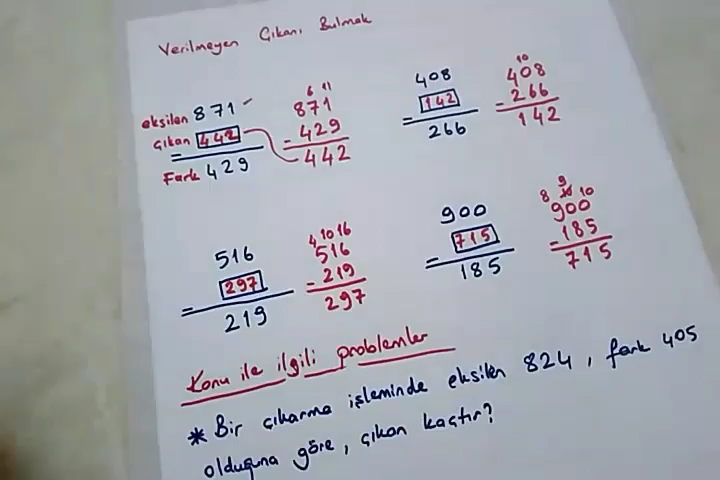 Verilmeyen Çıkanı Bulmak
eksilen 871
çıkan 442
Fark 429
6 11
871
- 429
442
408
142
266
10
408
- 266
142
516
297
219
4 10 16
516
- 219
297
900
715
185
9
8 10 10
900
- 185
715
Konu ile ilgili problemler
* Bir çıkarma işleminde eksilen 824, fark 405
olduğuna göre, çıkan kaçtır?